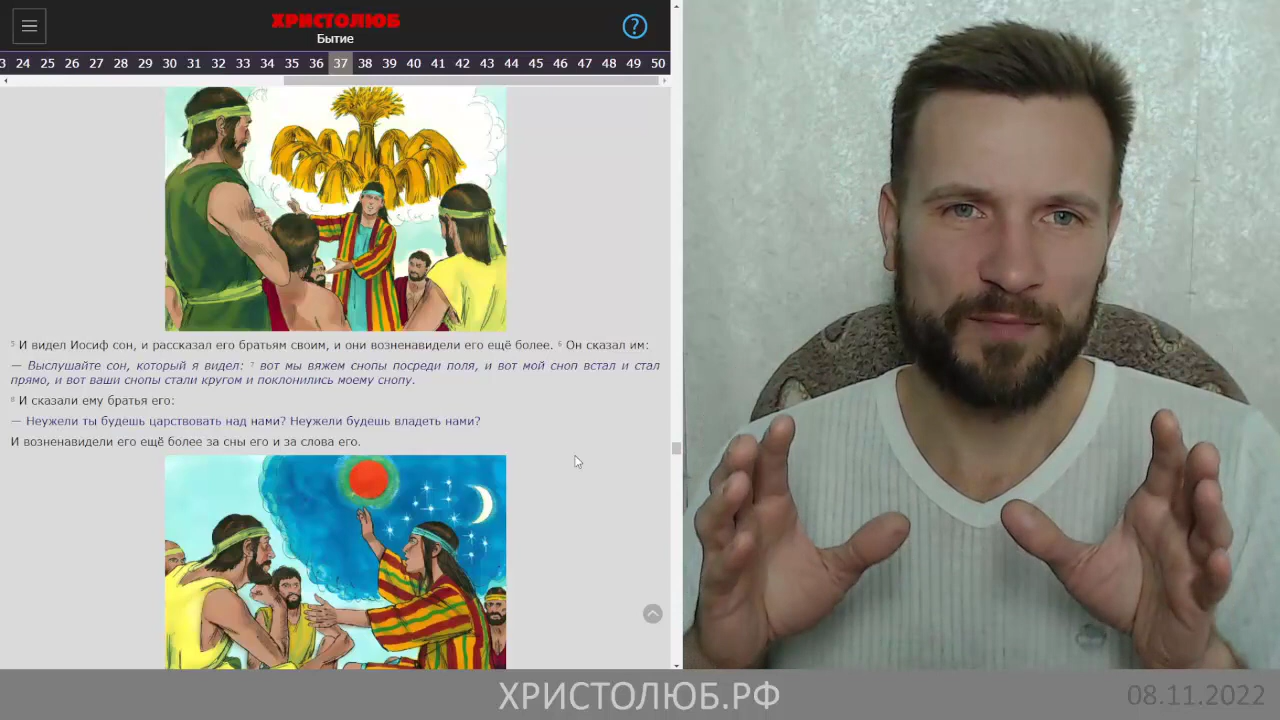 ХРИСТОЛЮБ
Бытие
3 24 25 26 27 28 29 30 31 32 33 34 35 36 37 38 39 40 41 42 43 44 45 46 47 48 49 50
5 И видел Иосиф сон, и рассказал его братьям своим, и они возненавидели его ещё более. 6 Он сказал им:
— Выслушайте сон, который я видел: 7 вот мы вяжем снопы посреди поля, и вот мой сноп встал и стал
прямо, и вот ваши снопы стали кругом и поклонились моему снопу.
8 И сказали ему братья его:
— Неужели ты будешь царствовать над нами? Неужели будешь владеть нами?
И возненавидели его ещё более за сны его и за слова его.
ХРИСТОЛЮБ.РФ
08.11.2022